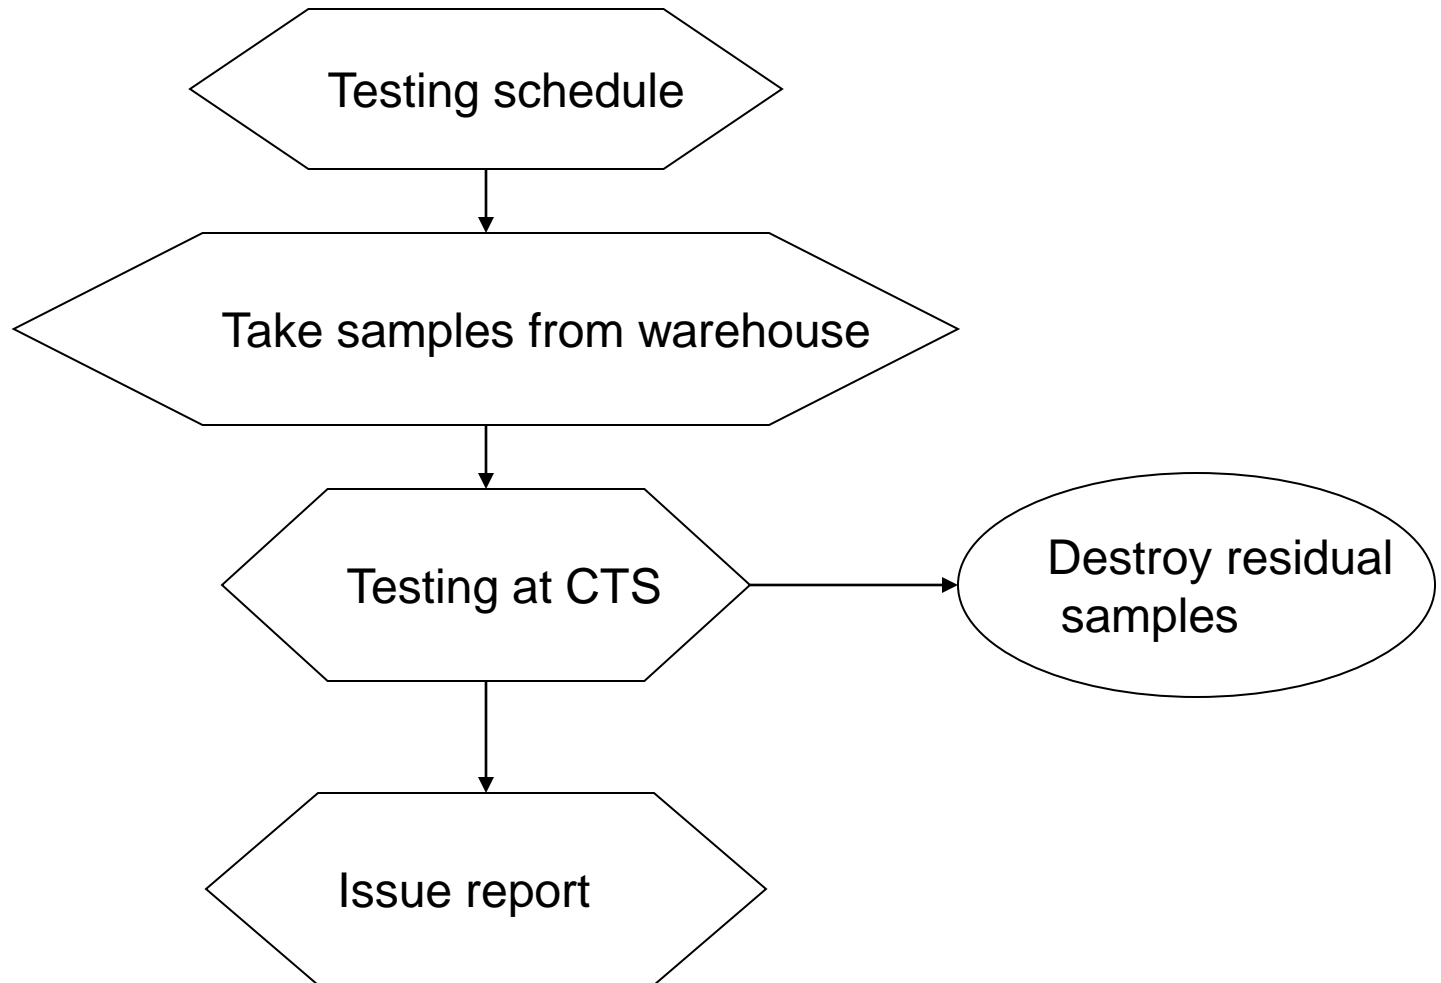 Testing schedule
Take samples from warehouse
Testing at CTS
Destroy residual
samples
Issue report